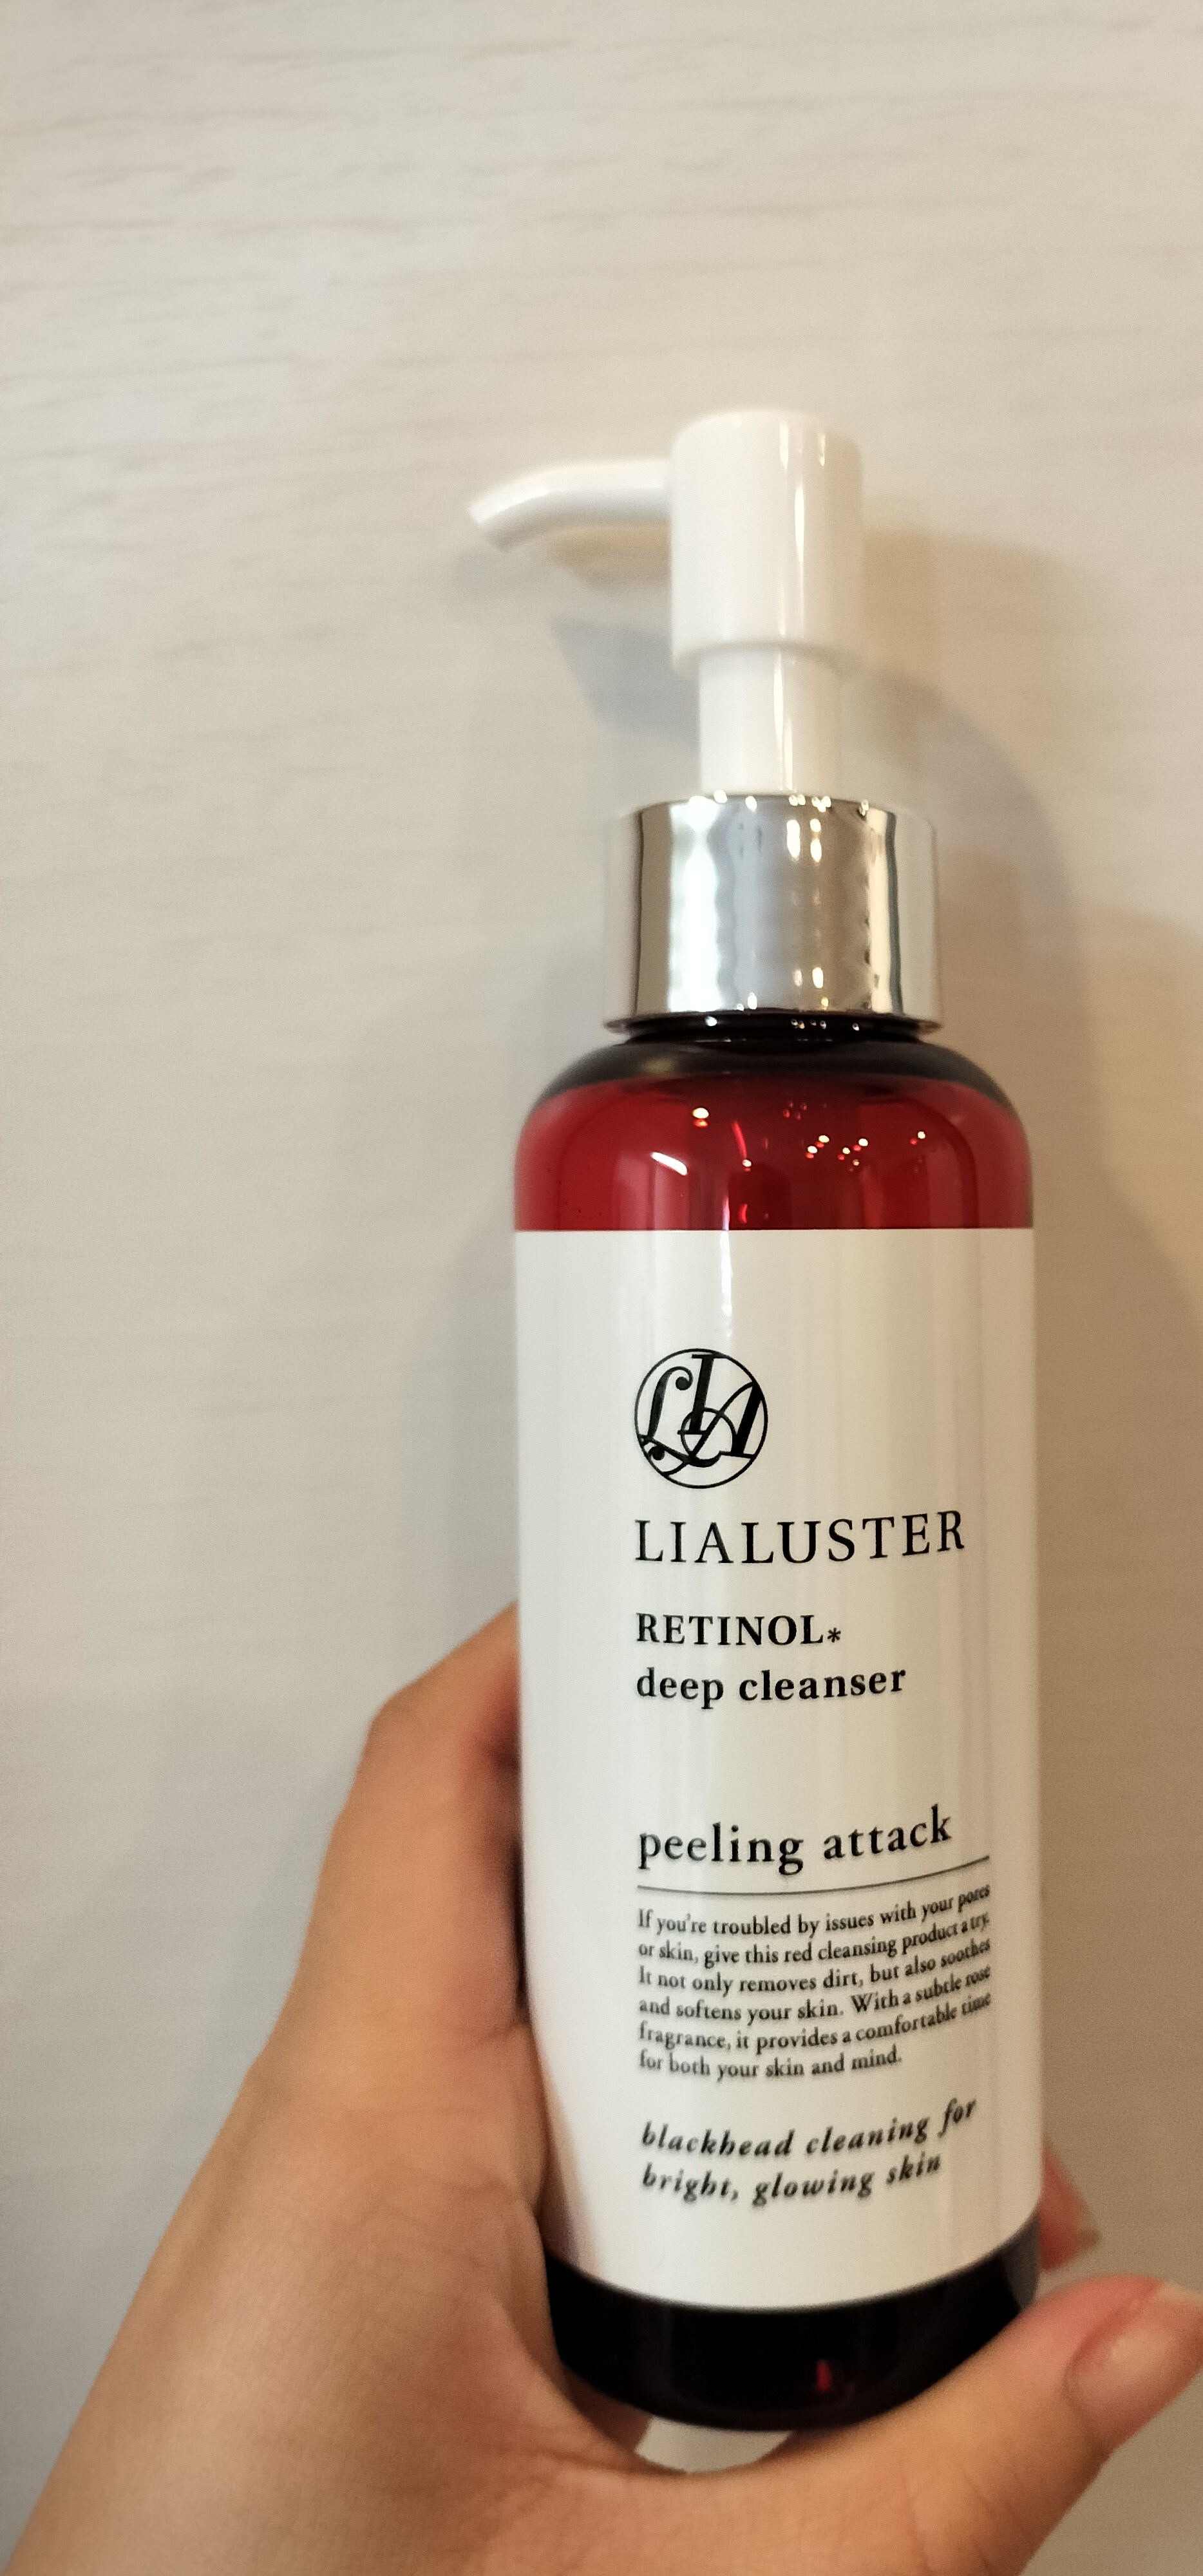 LIA
LIALUSTER
RETINOL*
deep cleanser
peeling attack
If you're troubled by issues with your pores
or skin, give this red cleansing product a try.
It not only removes dirt, but also soothes
and softens your skin. With a subtle rose
fragrance, it provides a comfortable time
for both your skin and mind.
blackhead cleaning for
bright, glowing skin